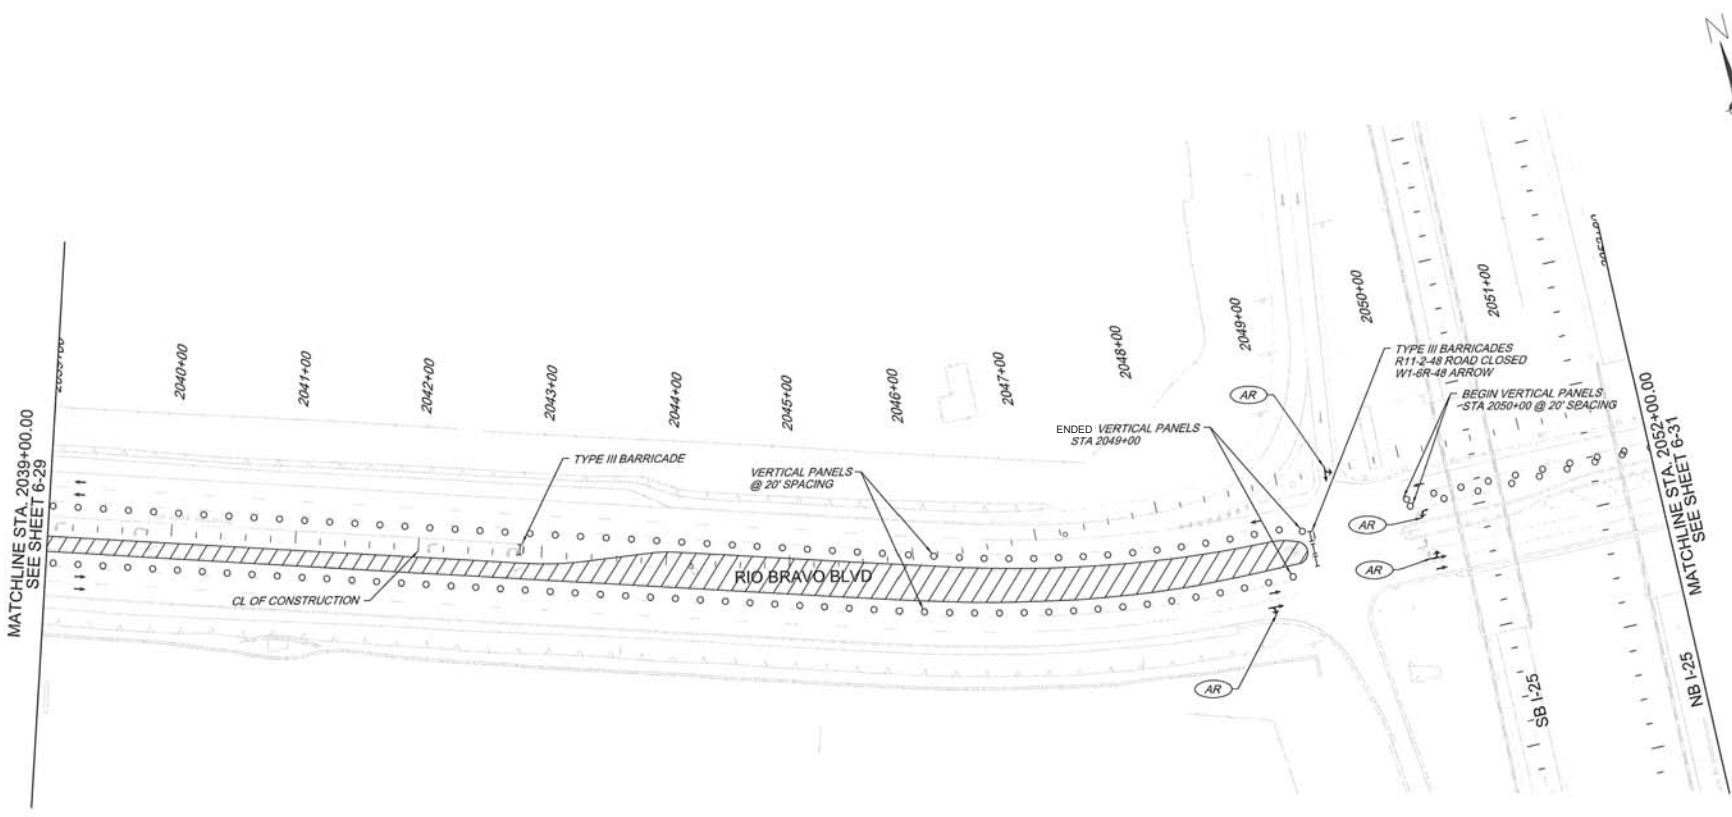 N
MATCHLINE STA. 2039+00.00
SEE SHEET 6-29
2040+00
2041+00
2042+00
2043+00
2044+00
2045+00
2046+00
2047+00
2048+00
2049+00
2050+00
2051+00
TYPE III BARRICADE
VERTICAL PANELS
@ 20' SPACING
ENDED VERTICAL PANELS
STA 2049+00
AR
TYPE III BARRICADES
R11-2-48 ROAD CLOSED
W1-6R-48 ARROW
BEGIN VERTICAL PANELS
STA 2050+00 @ 20' SPACING
AR
AR
AR
CL OF CONSTRUCTION
RIO BRAVO BLVD
SB I-25
NB I-25
MATCHLINE STA. 2052+00.00
SEE SHEET 6-31